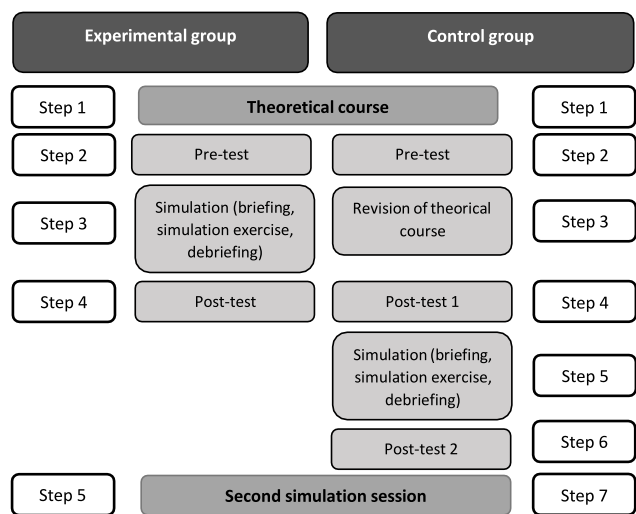 Experimental group
Control group
Step 1
Theoretical course
Step 1
Step 2
Pre-test
Pre-test
Step 2
Step 3
Simulation (briefing,
simulation exercise,
debriefing)
Revision of theorical
course
Step 3
Step 4
Post-test
Post-test 1
Step 4
Simulation (briefing,
simulation exercise,
debriefing)
Step 5
Post-test 2
Step 6
Step 5
Second simulation session
Step 7